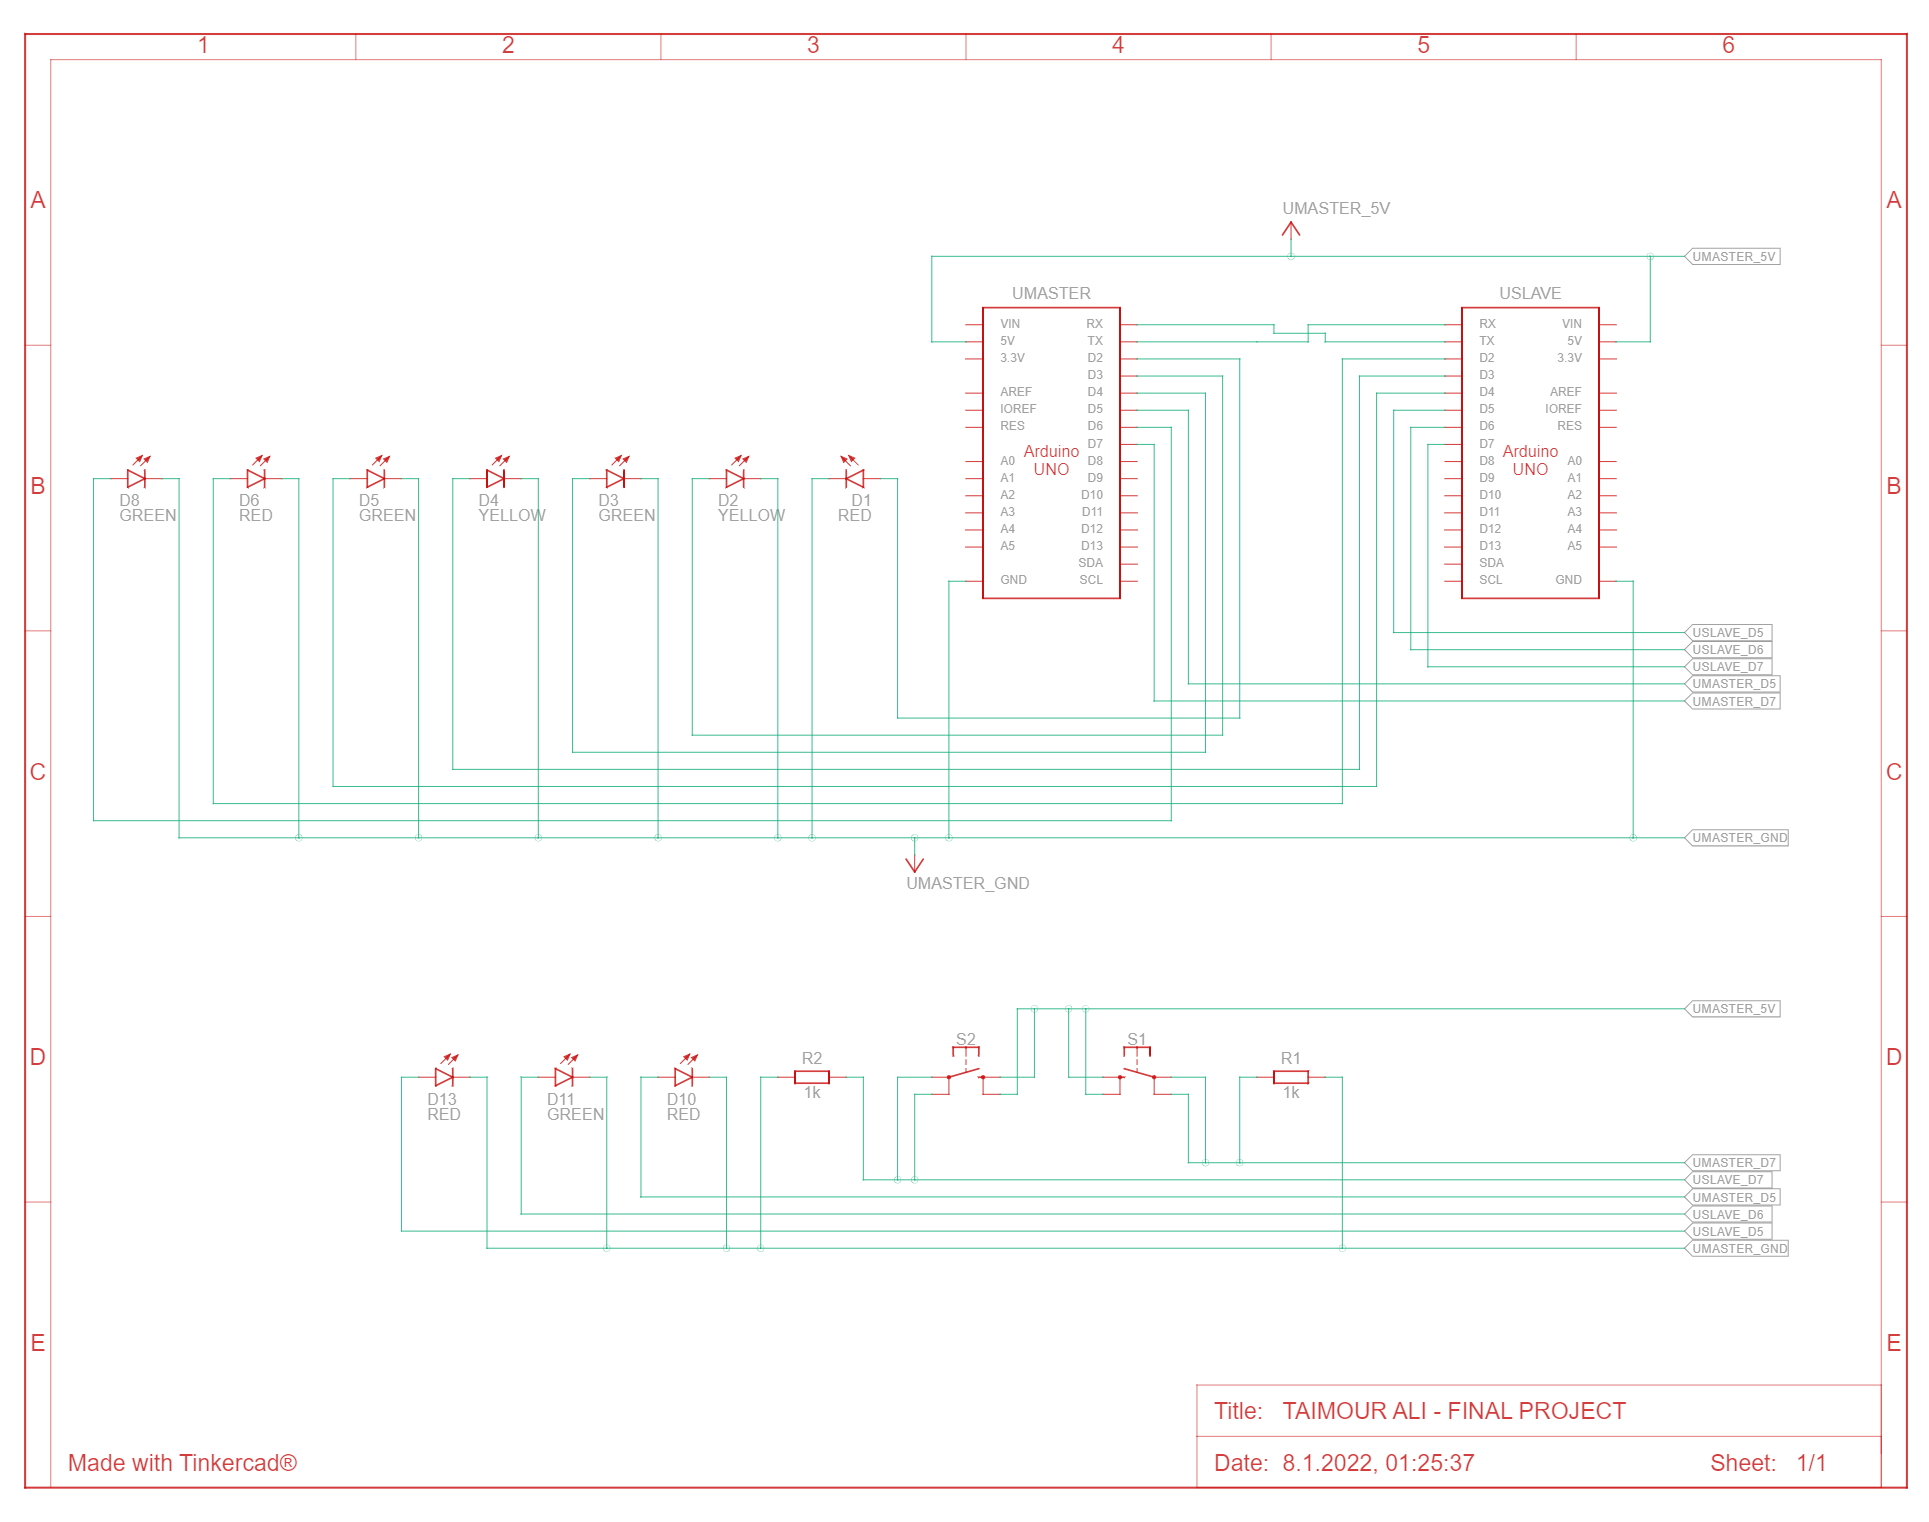 1 2 3 4 5 6
A A
UMASTER_5V
UMASTER_5V
UMASTER USLAVE
VIN RX RX VIN
5V TX TX 5V
3.3V D2 D2 3.3V
D3 D3
AREF D4 D4 AREF
IOREF D5 D5 IOREF
RES D6 D6 RES
D7 D7
Arduino Arduino
A0 D8 D8 A0
UNO UNO
A1 D9 D9 A1
A2 D10 D10 A2
A3 D11 D11 A3
A4 D12 D12 A4
A5 D13 D13 A5
SDA SDA
GND SCL SCL GND
B B
D8 D6 D5 D4 D3 D2 D1
GREEN RED GREEN YELLOW GREEN YELLOW RED
USLAVE_D5
USLAVE_D6
USLAVE_D7
UMASTER_D5
UMASTER_D7
C C
UMASTER_GND
UMASTER_GND
UMASTER_5V
S2 S1
D D
R2 R1
1k 1k
D13 D11 D10
RED GREEN RED
UMASTER_D7
USLAVE_D7
UMASTER_D5
USLAVE_D6
USLAVE_D5
UMASTER_GND
E E
Title: TAIMOUR ALI - FINAL PROJECT
Made with Tinkercad®
Date: 8.1.2022, 01:25:37 Sheet: 1/1